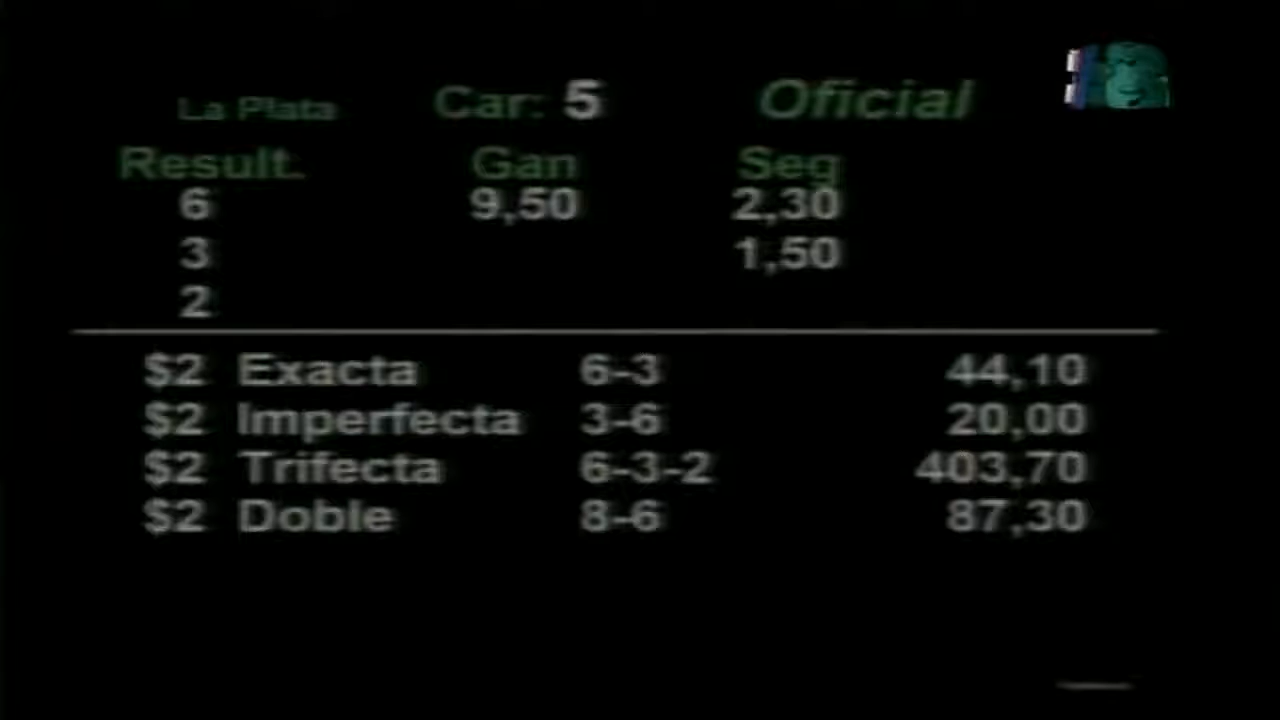 La Plata Car: 5 Oficial
Result. Gan Seg
6 9,50 2,30
3 1,50
2
$2 Exacta 6-3 44,10
$2 Imperfecta 3-6 20,00
$2 Trifecta 6-3-2 403,70
$2 Doble 8-6 87,30